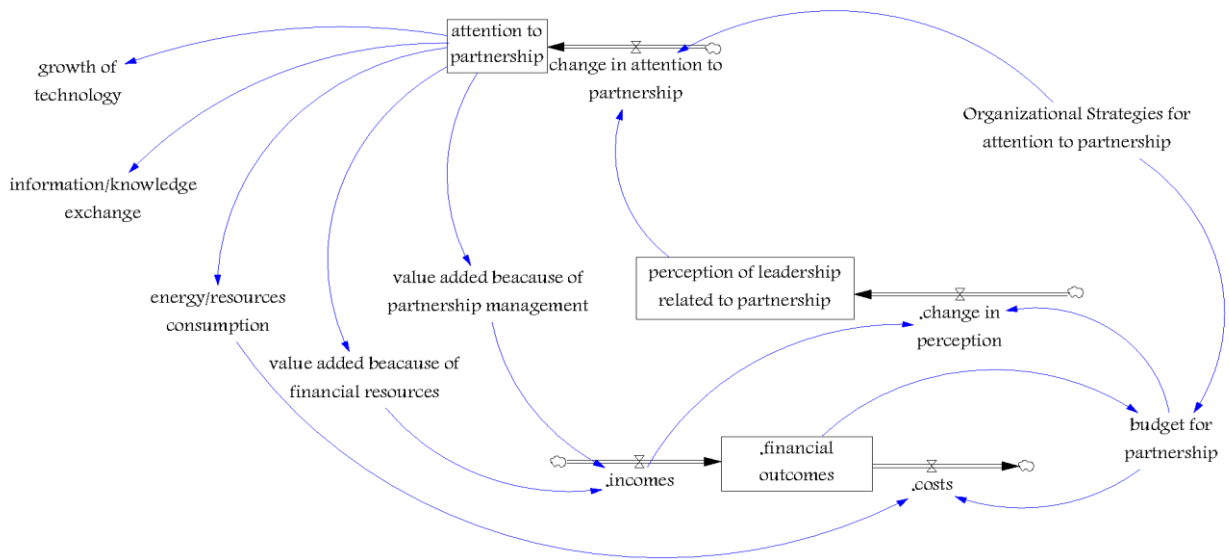 attention to
partnership
change in attention to
partnership
growth of
technology
Organizational Strategies for
attention to partnership
information/knowledge
exchange
perception of leadership
related to partnership
value added beacause of
partnership management
energy/resources
consumption
.change in
perception
value added beacause of
financial resources
budget for
partnership
.financial
outcomes
.incomes
.costs